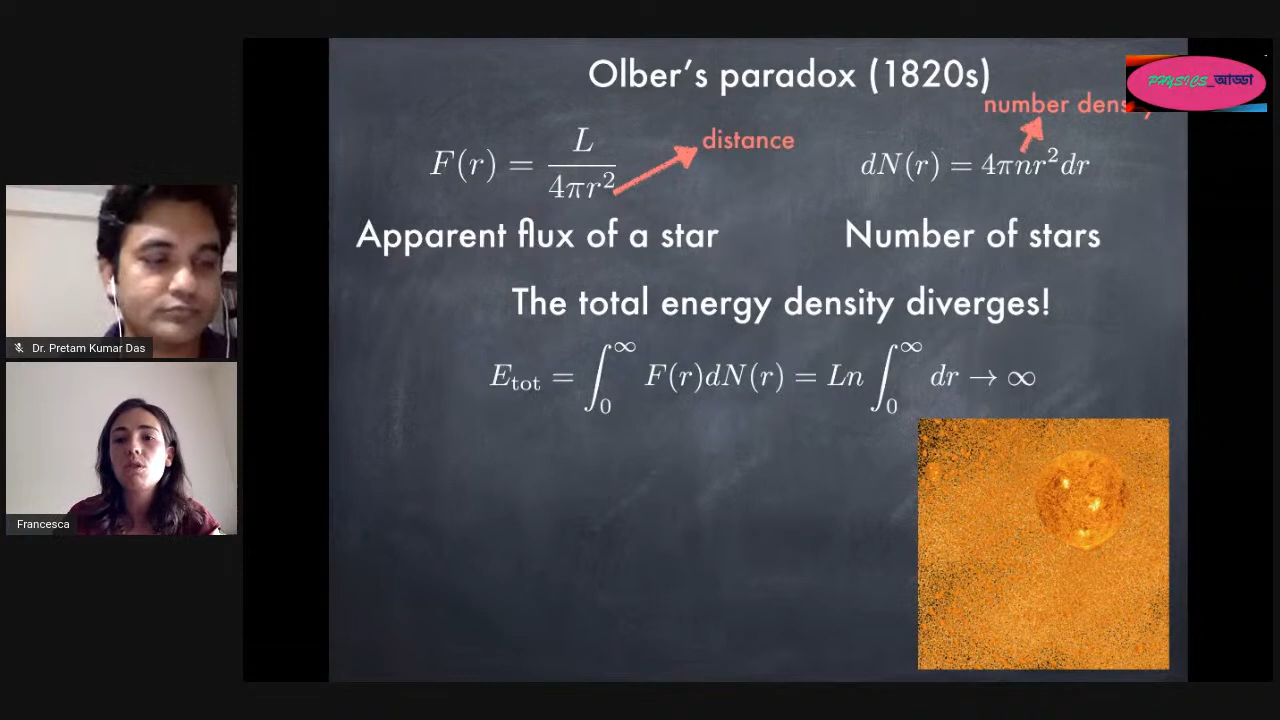 Olber's paradox (1820s)
PHYSICS_আড্ডা
number dens
distance
F(r) = L / 4πr²
dN(r) = 4πnr²dr
Apparent flux of a star
Number of stars
The total energy density diverges!
E_tot = ∫₀^∞ F(r)dN(r) = Ln ∫₀^∞ dr → ∞
Dr. Pretam Kumar Das
Francesca